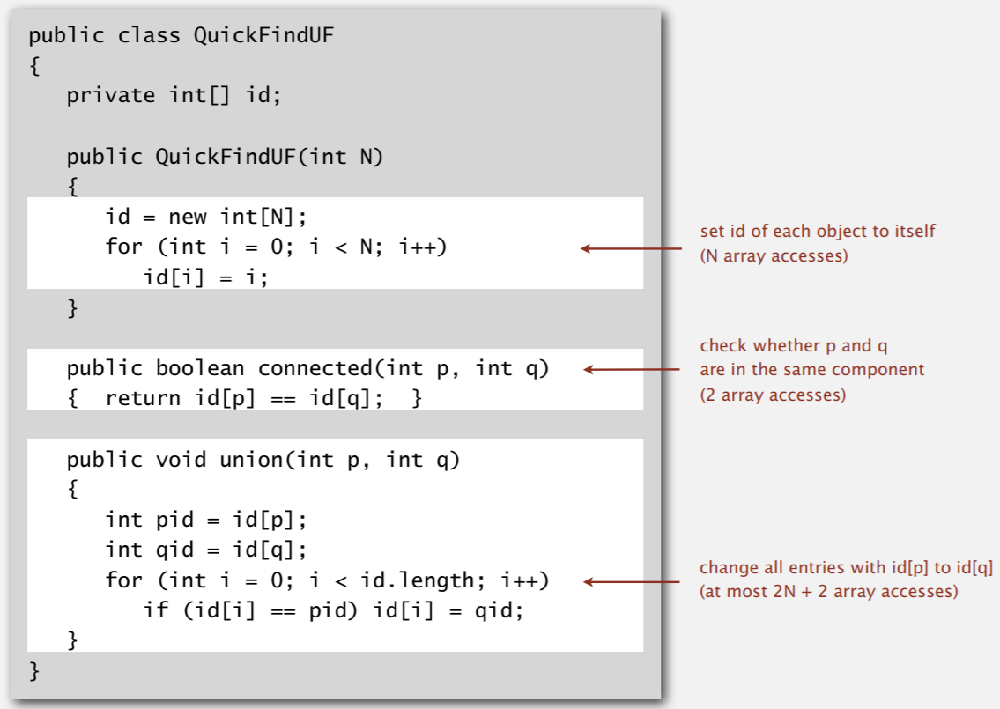 public class QuickFindUF
{
   private int[] id;

   public QuickFindUF(int N)
   {
      id = new int[N];
      for (int i = 0; i < N; i++)
         id[i] = i;
   }

   public boolean connected(int p, int q)
   {  return id[p] == id[q];  }

   public void union(int p, int q)
   {
      int pid = id[p];
      int qid = id[q];
      for (int i = 0; i < id.length; i++)
         if (id[i] == pid) id[i] = qid;
   }
}
set id of each object to itself
(N array accesses)
check whether p and q
are in the same component
(2 array accesses)
change all entries with id[p] to id[q]
(at most 2N + 2 array accesses)